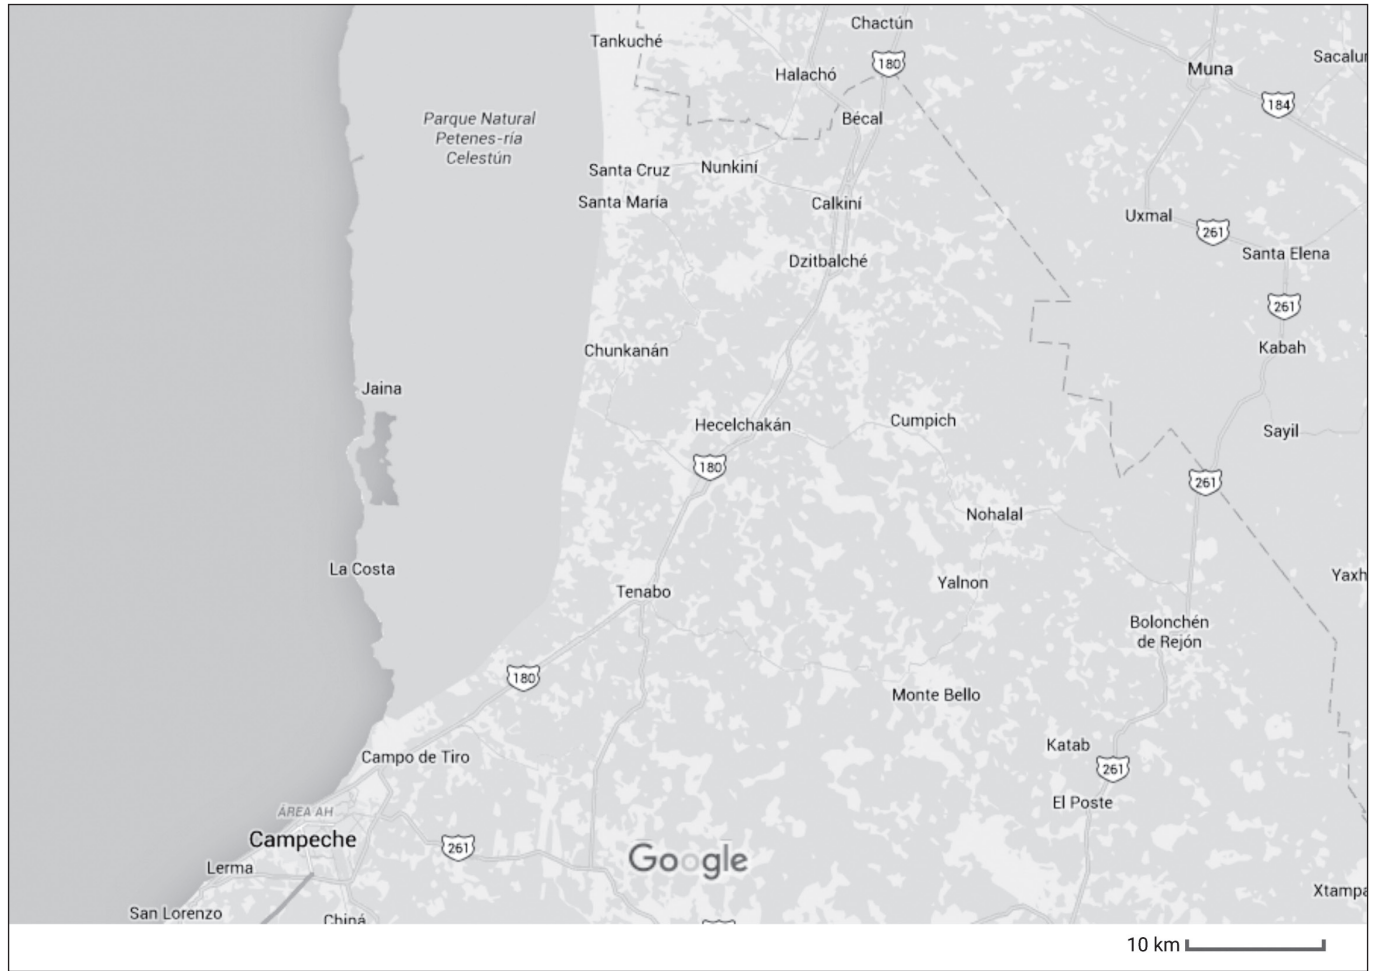 Chactún
Tankuché
180
Sacalur
Halachó
Muna
184
Parque Natural
Petenes-ría
Celestún
Bécal
Santa Cruz
Nunkiní
Santa María
Calkiní
Uxmal
261
Santa Elena
Dzitbalché
261
Chunkanán
Kabah
Jaina
Hecelchakán
Cumpich
Sayil
180
261
Nohalal
La Costa
Yaxh
Yalnon
Tenabo
Bolonchén
de Rejón
180
Monte Bello
Katab
Campo de Tiro
261
El Poste
ÁREA AH
Campeche
261
Google
Lerma
Xtampa
San Lorenzo
Chiná
10 km